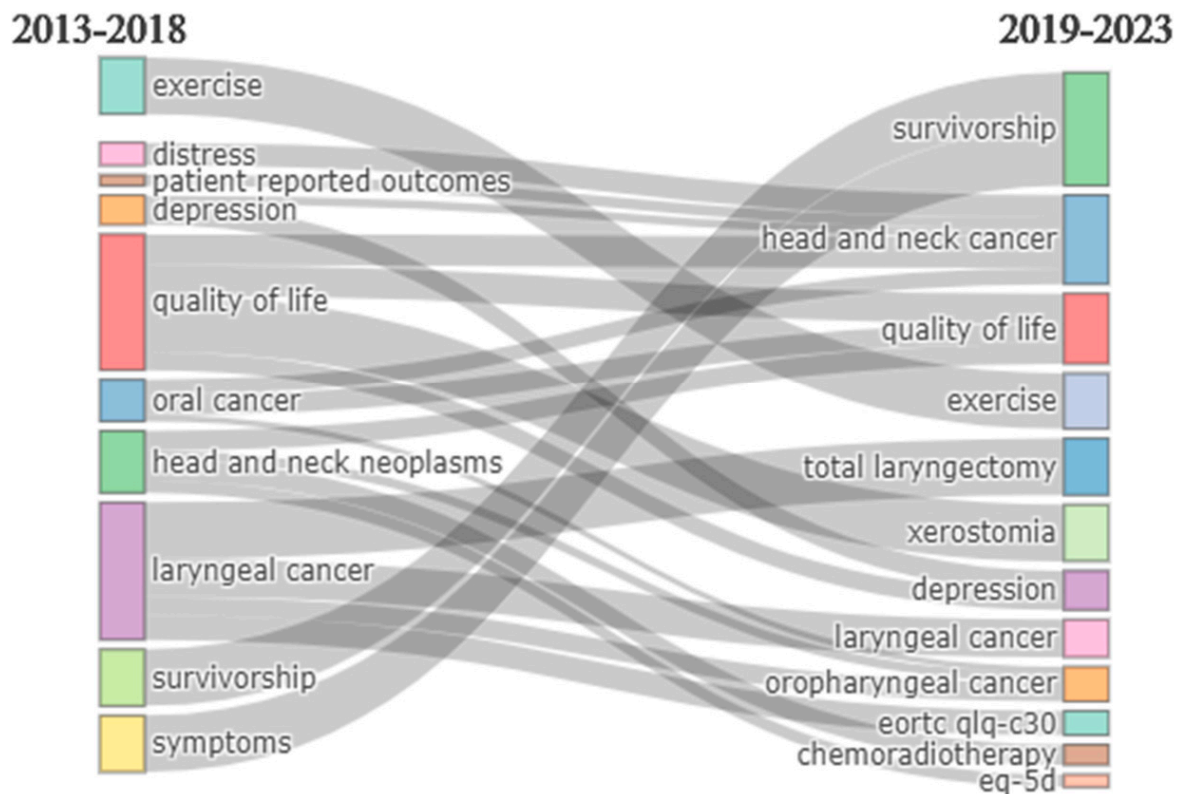 2013-2018
exercise
distress
patient reported outcomes
depression
quality of life
oral cancer
head and neck neoplasms
laryngeal cancer
survivorship
symptoms
2019-2023
survivorship
head and neck cancer
quality of life
exercise
total laryngectomy
xerostomia
depression
laryngeal cancer
oropharyngeal cancer
eortc qlq-c30
chemoradiotherapy
eq-5d